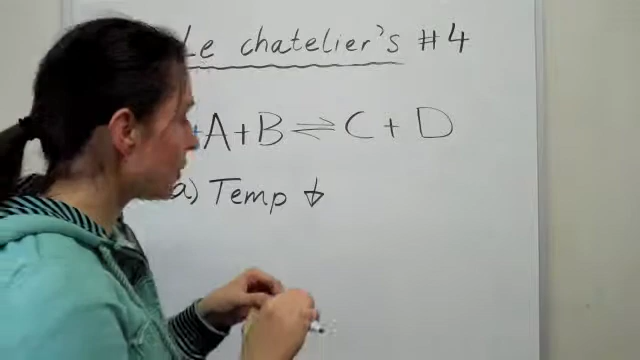 Le chatelier's #4
+A+B⇌C+D
a) Temp ↓